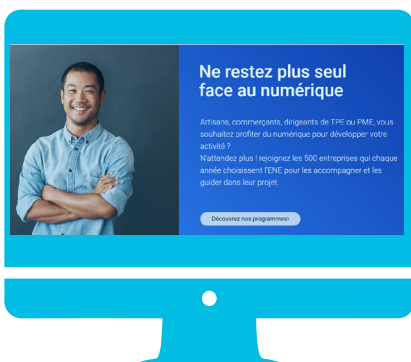 Ne restez plus seul
face au numérique
Artisans, commerçants, dirigeants de TPE ou PME, vous
souhaitez profiter du numérique pour développer votre
activité ?
N'attendez plus ! rejoignez les 500 entreprises qui chaque
année choisissent l'ENE pour les accompagner et les
guider dans leur projet.
Découvrez nos programmes>